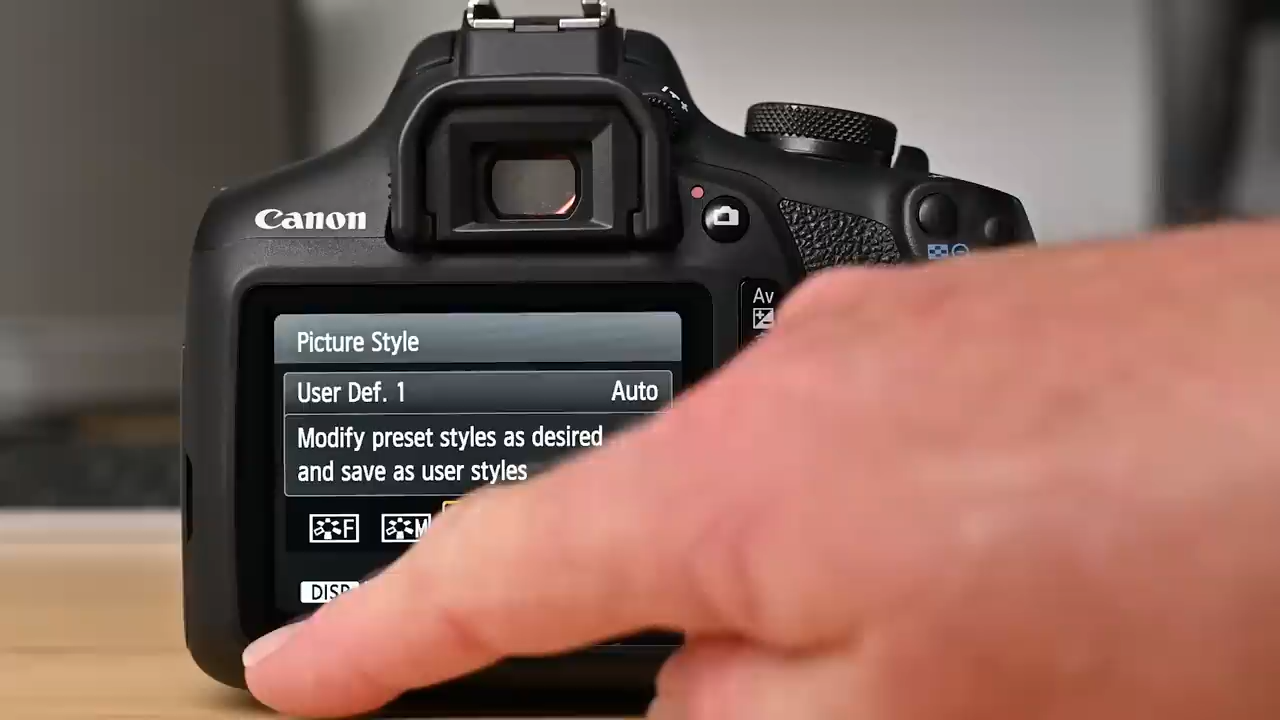 Canon
Av
Picture Style
User Def. 1 Auto
Modify preset styles as desired
and save as user styles
F M
DISP.